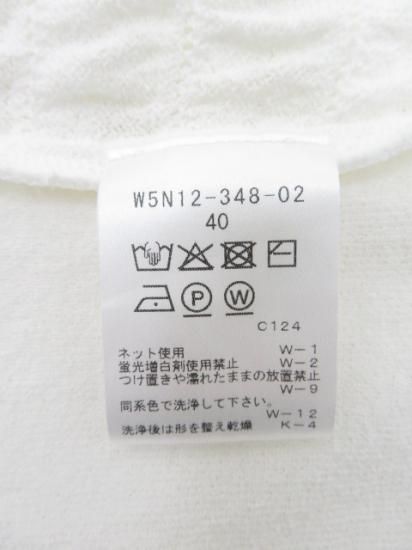 W5N12-348-02
40
P W
C124
ネット使用 W-1
蛍光増白剤使用禁止 W-2
つけ置きや濡れたままの放置禁止
W-9
同系色で洗浄して下さい。
W-12
洗浄後は形を整え乾燥 K-4